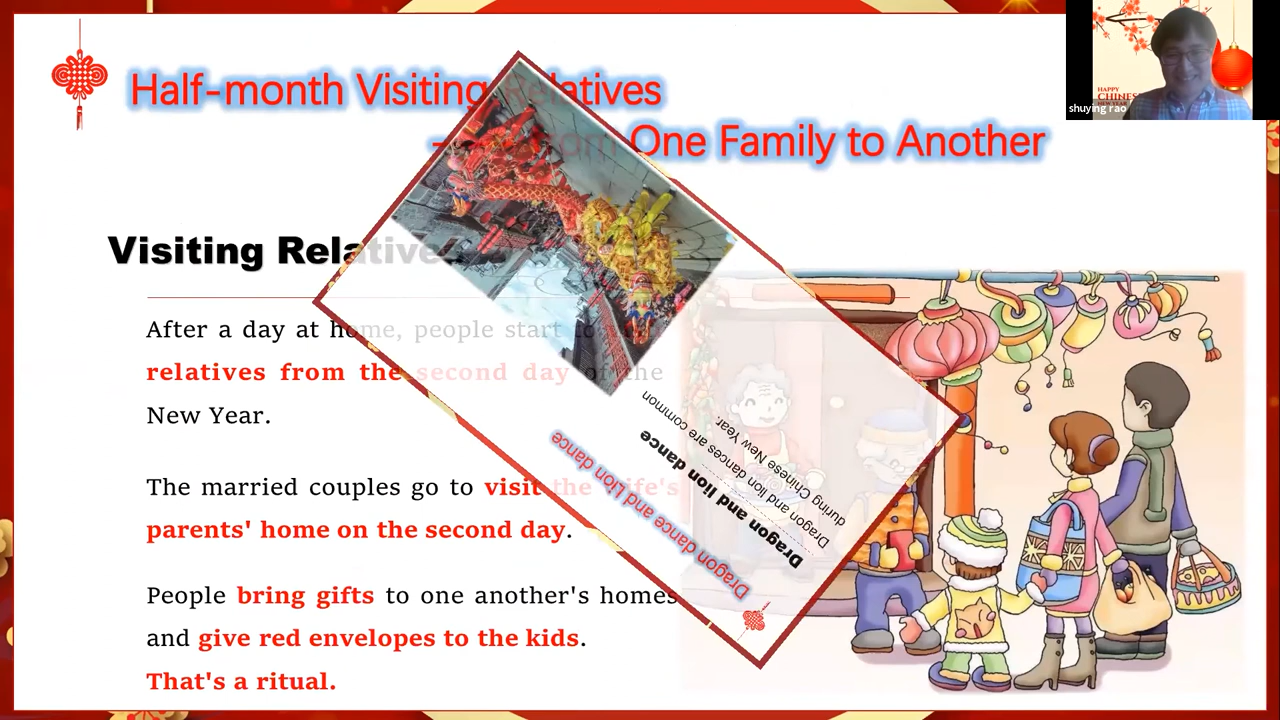 Half-month Visiting Relatives
One Family to Another
Visiting Relatives
After a day at home, people start to
relatives from the second day of the
New Year.
The married couples go to visit the wife's
parents' home on the second day.
People bring gifts to one another's homes
and give red envelopes to the kids.
That's a ritual.
Dragon dance and lion dance
Dragon and lion dance
Dragon and lion dances are common
during Chinese New Year.
HAPPY
CHINESE
NEW YEAR
shuying rao